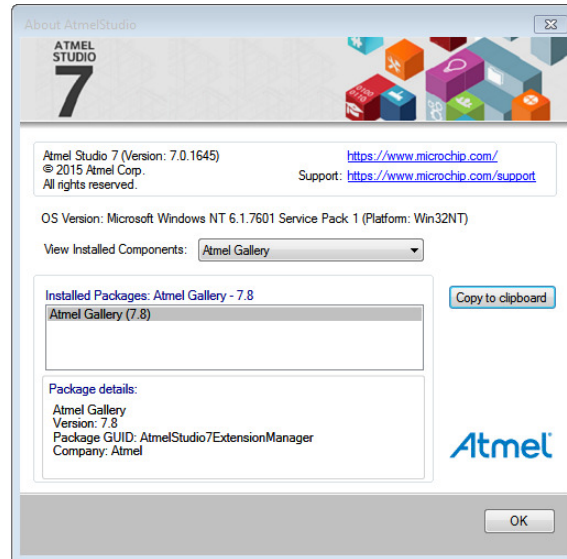 About AtmelStudio
ATMEL
STUDIO
7
0100
0110
Atmel Studio 7 (Version: 7.0.1645)
© 2015 Atmel Corp.
All rights reserved.
https://www.microchip.com/
Support: https://www.microchip.com/support
OS Version: Microsoft Windows NT 6.1.7601 Service Pack 1 (Platform: Win32NT)
View Installed Components: Atmel Gallery
Installed Packages: Atmel Gallery - 7.8
Copy to clipboard
Atmel Gallery (7.8)
Package details:
Atmel Gallery
Version: 7.8
Package GUID: AtmelStudio7ExtensionManager
Company: Atmel
Atmel
OK